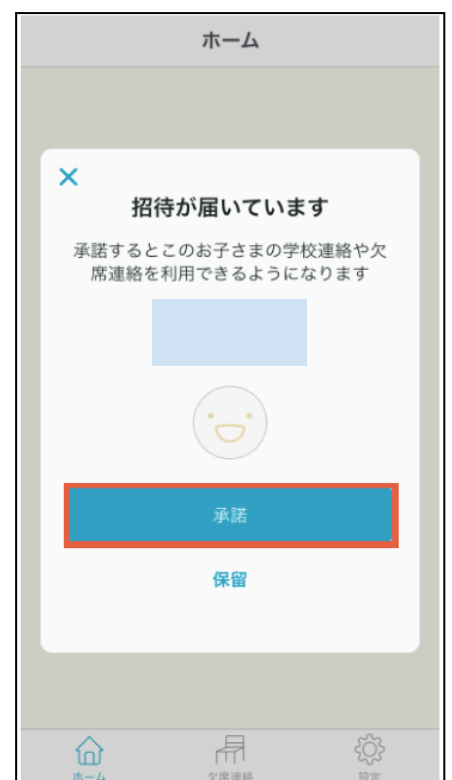 ホーム
招待が届いています
承諾するとこのお子さまの学校連絡や欠
席連絡を利用できるようになります
承諾
保留
ホーム
欠席連絡
設定